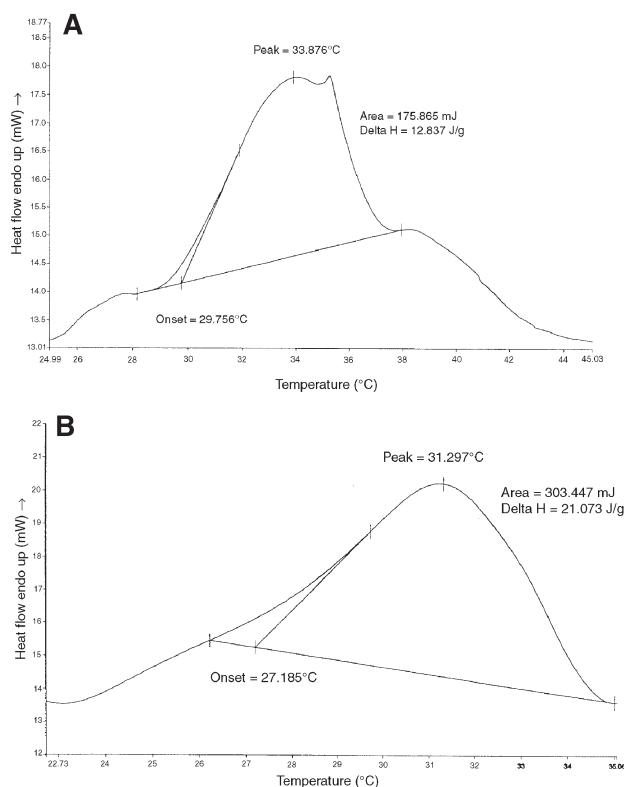 A
18.77
18.5
18.0
17.5
17.0
16.5
16.0
15.5
15.0
14.5
14.0
13.5
13.01
Heat flow endo up (mW) →
Peak = 33.876°C
Area = 175.865 mJ
Delta H = 12.837 J/g
Onset = 29.756°C
24.99 26 28 30 32 34 36 38 40 42 44 45.03
Temperature (°C)
B
22
21
20
19
18
17
16
15
14
13
12
Heat flow endo up (mW) →
Peak = 31.297°C
Area = 303.447 mJ
Delta H = 21.073 J/g
Onset = 27.185°C
22.73 24 25 26 27 28 29 30 31 32 33 34 35.06
Temperature (°C)